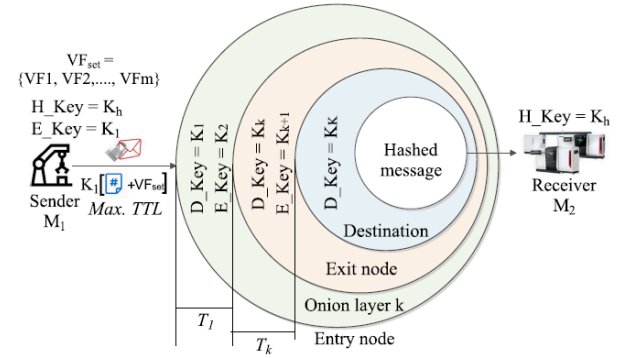 VFset =
{VF1, VF2,...., VFm}
H_Key = Kh
E_Key = K1
K1[# +VFset]
Max. TTL
Sender
M1
D_Key = K1
E_Key = K2
D_Key = Kk
E_Key = Kk+1
D_Key = KK
Hashed
message
Destination
Exit node
Onion layer k
Entry node
T1
Tk
H_Key = Kh
Receiver
M2